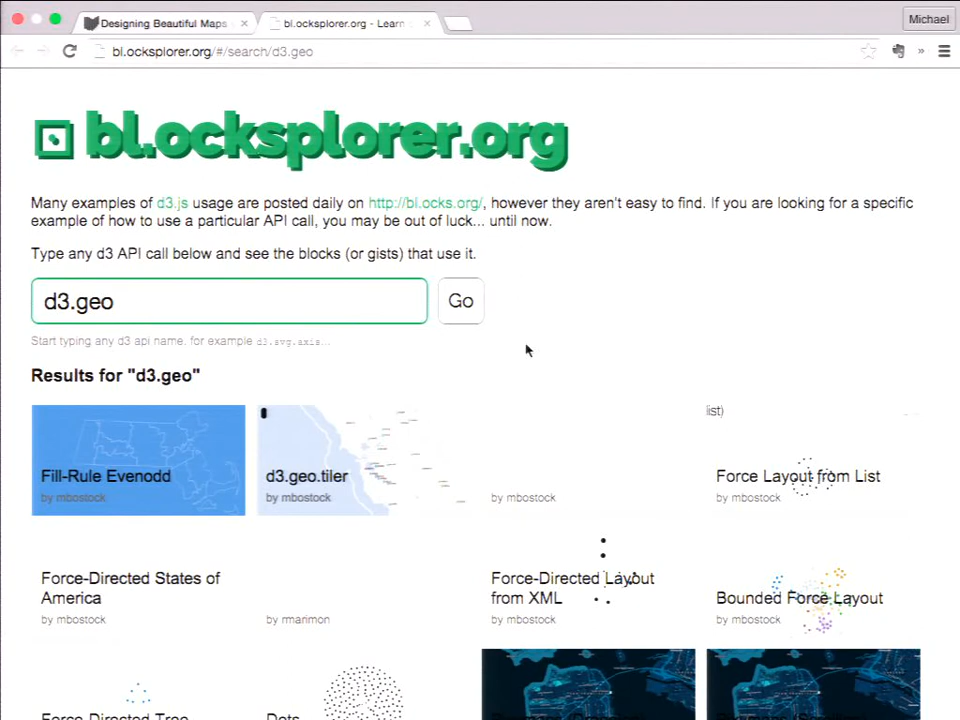 Designing Beautiful Maps
bl.ocksplorer.org - Learn
Michael
bl.ocksplorer.org/#/search/d3.geo
bl.ocksplorer.org
Many examples of d3.js usage are posted daily on http://bl.ocks.org/, however they aren't easy to find. If you are looking for a specific
example of how to use a particular API call, you may be out of luck... until now.
Type any d3 API call below and see the blocks (or gists) that use it.
d3.geo
Go
Start typing any d3 api name. for example d3.svg.axis...
Results for "d3.geo"
list)
Fill-Rule Evenodd
by mbostock
d3.geo.tiler
by mbostock
by mbostock
Force Layout from List
by mbostock
Force-Directed States of
America
by mbostock
by marimon
Force-Directed Layout
from XML
by mbostock
Bounded Force Layout
by mbostock
Force-Directed Tree
Dots